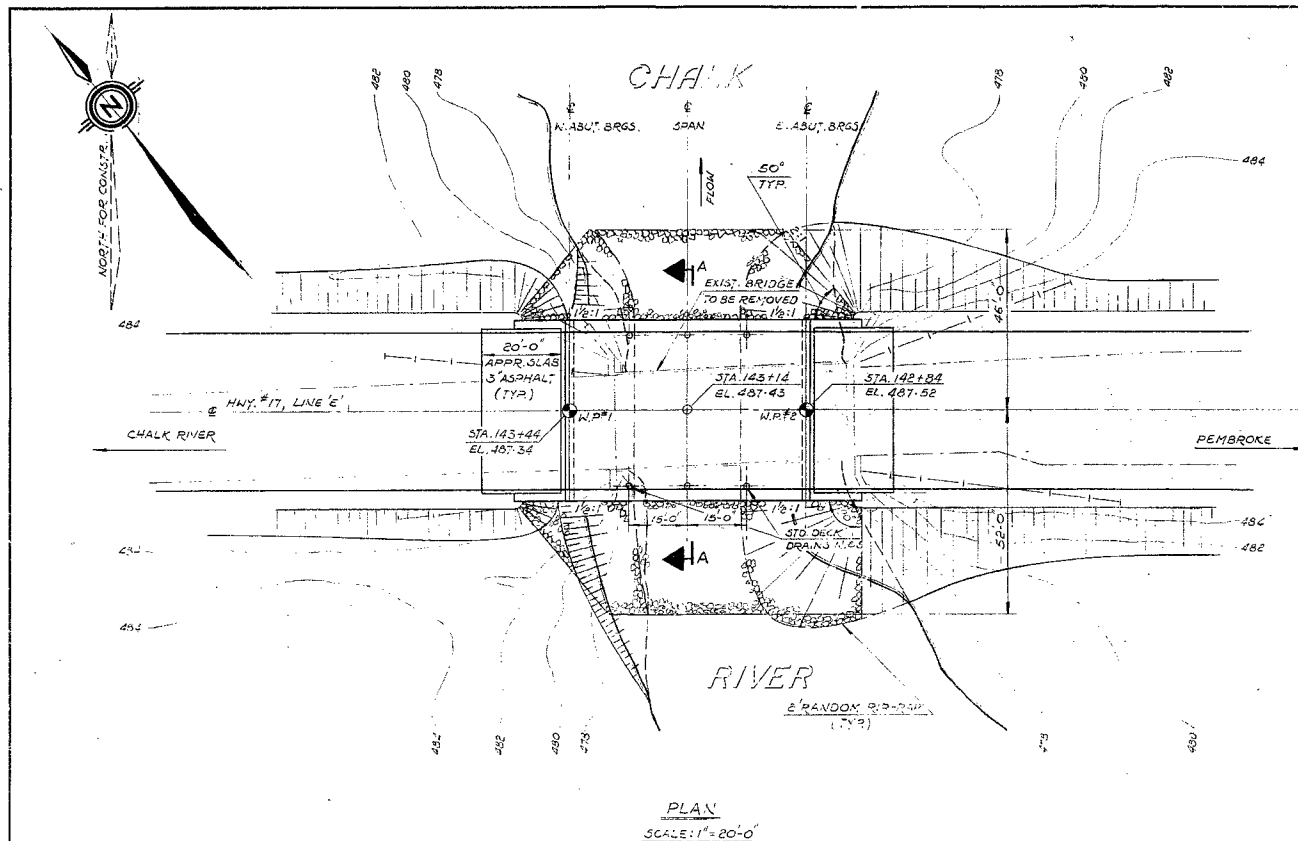 CHALK
482
480
478
478
480
482
484
N
NORTH FOR CONSTR.
℄
W. ABUT. BRGS.
℄
SPAN
℄
E. ABUT. BRGS.
FLOW
50°
TYP.
A
EXIST. BRIDGE
TO BE REMOVED
1½:1
1½:1
46'-0"
484
20'-0"
APPR. SLAB
3" ASPHALT
(TYP.)
STA. 143+14
EL. 487.43
STA. 142+84
EL. 487.52
℄ HWY. #17, LINE 'E'
W.P.#1
W.P.#2
STA. 143+44
EL. 487.34
CHALK RIVER
PEMBROKE
1½:1
1½:1
15'-0"
15'-0"
STD. DECK
DRAINS
A
52'-0"
484
482
484
RIVER
2' RANDOM RIP-RAP
(TYP.)
482
480
478
478
480
PLAN
SCALE: 1"=20'-0"